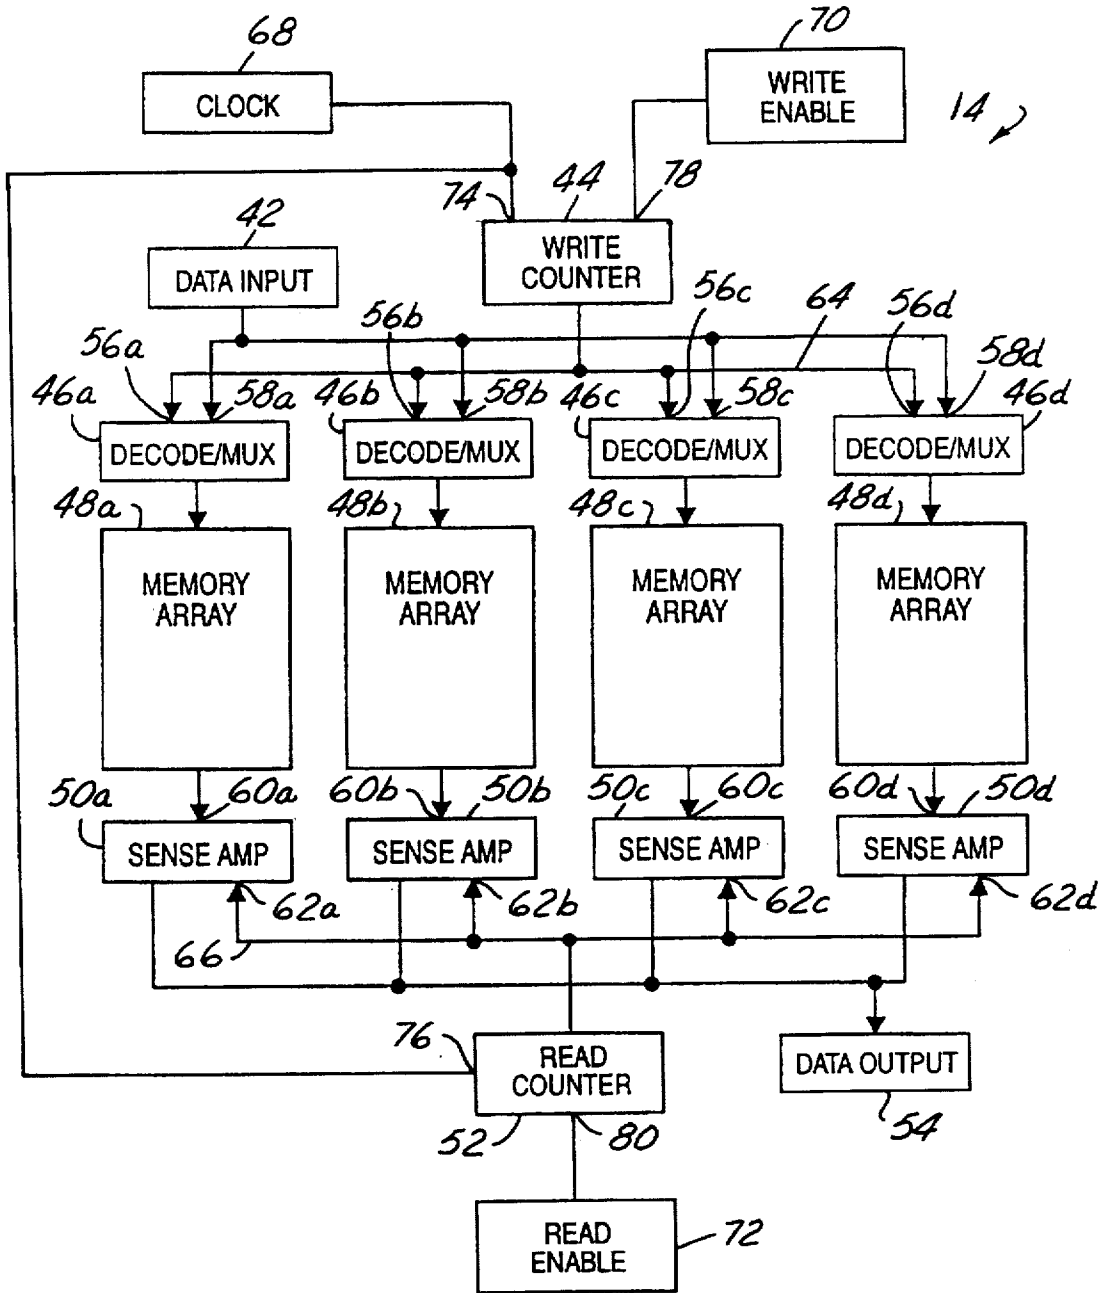 68
70
CLOCK
WRITE
ENABLE
14
74
44
78
42
WRITE
COUNTER
DATA INPUT
56a
56b
56c
64
56d
46a
58a
46b
58b
46c
58c
58d
46d
DECODE/MUX
DECODE/MUX
DECODE/MUX
DECODE/MUX
48a
48b
48c
48d
MEMORY
ARRAY
MEMORY
ARRAY
MEMORY
ARRAY
MEMORY
ARRAY
50a
60a
60b
50b
50c
60c
60d
50d
SENSE AMP
SENSE AMP
SENSE AMP
SENSE AMP
62a
62b
62c
62d
66
76
READ
COUNTER
DATA OUTPUT
52
80
54
READ
ENABLE
72